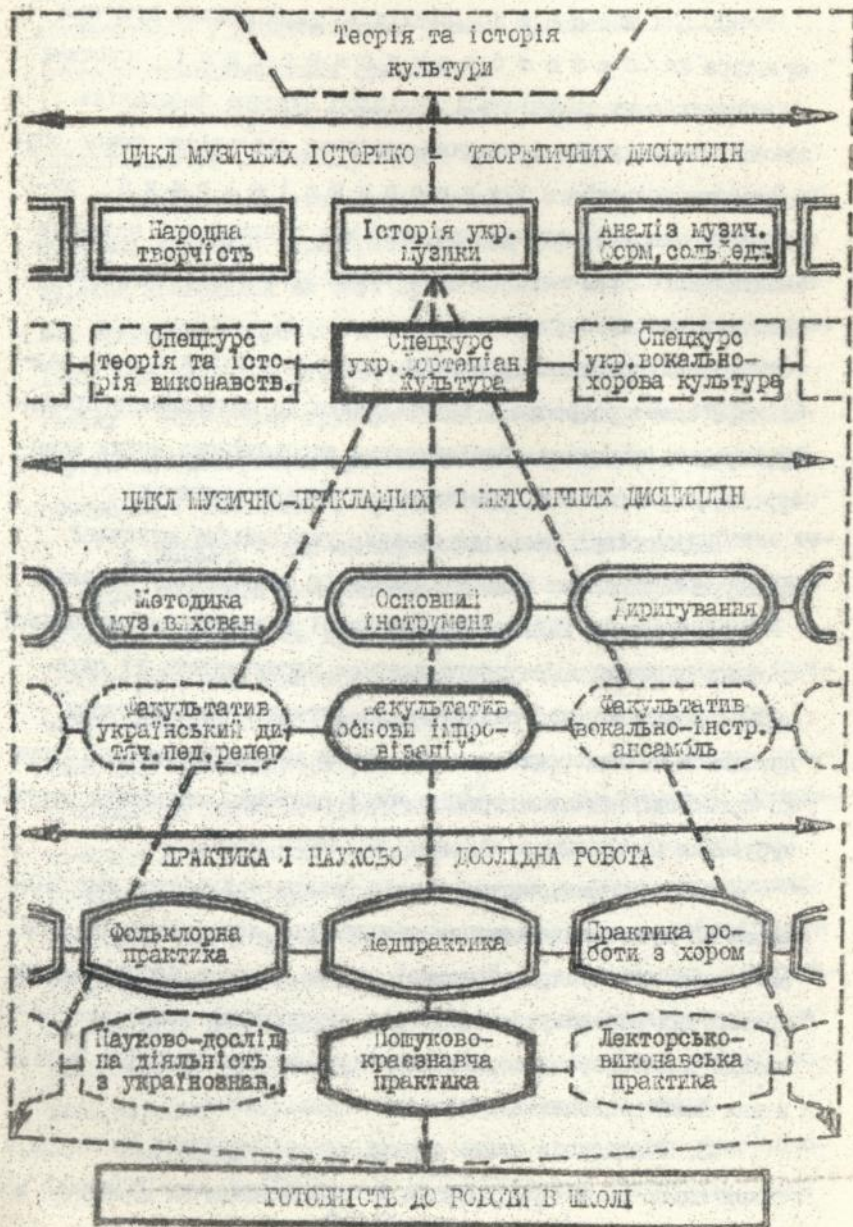 Теорія та історія
культури
ЦИКЛ МУЗИЧНИХ ІСТОРИКО - ТЕОРЕТИЧНИХ ДИСЦИПЛІН
Народна
творчість
Історія укр.
музики
Аналіз музич.
форм, сольфедж.
Спецкурс
теорія та істо-
рія виконавств.
Спецкурс
укр. фортепіан.
культура
Спецкурс
укр. вокально-
хорова культура
ЦИКЛ МУЗИЧНО-ПРИКЛАДНИХ І МЕТОДИЧНИХ ДИСЦИПЛІН
Методика
муз. вихован.
Основний
інструмент
Диригування
Факультатив
український ди
тяч. пед. репер
Факультатив
основи імпро-
візації
Факультатив
вокально-інстр.
ансамбль
ПРАКТИКА І НАУКОВО - ДОСЛІДНА РОБОТА
Фольклорна
практика
Педпрактика
Практика ро-
боти з хором
Науково-дослід
на діяльність
з українознав.
Пошуково-
краєзнавча
практика
Лекторсько-
виконавська
практика
ГОТОВНІСТЬ ДО РОБОТИ В ШКОЛІ